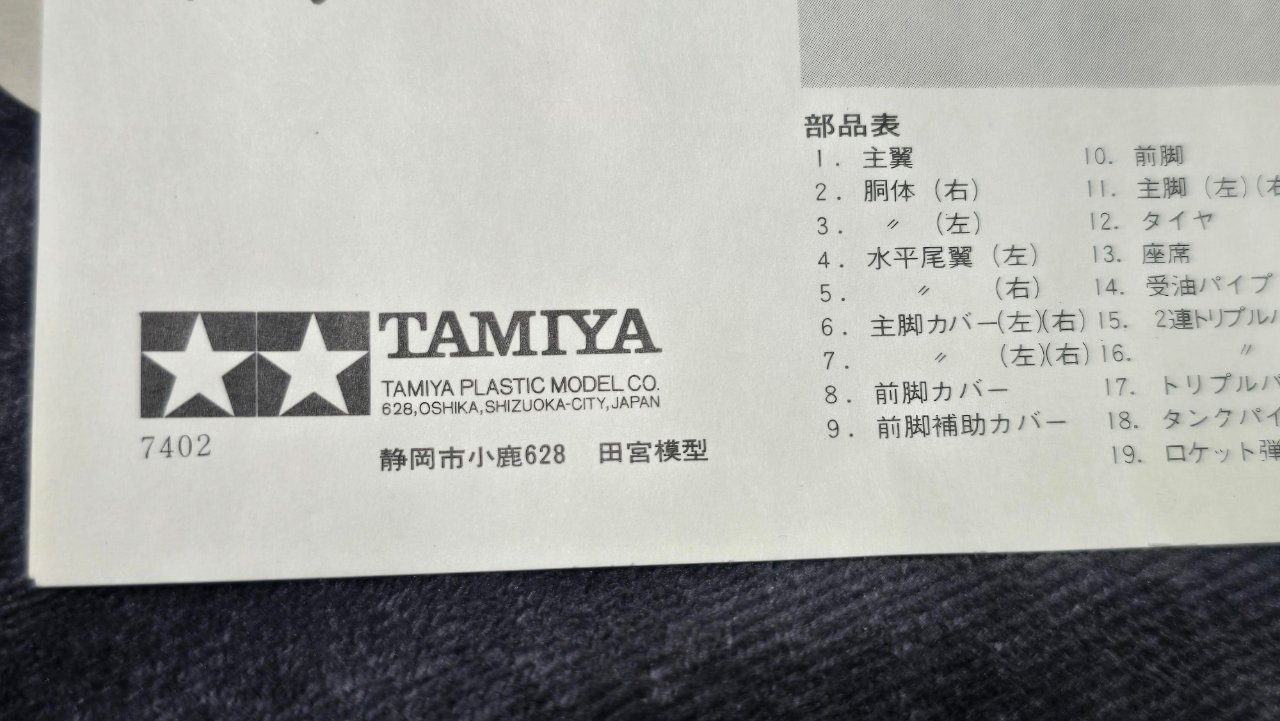 TAMIYA
TAMIYA PLASTIC MODEL CO.
628,OSHIKA,SHIZUOKA-CITY,JAPAN
7402
静岡市小鹿628 田宮模型
部品表
1. 主翼
2. 胴体 (右)
3. 〃 (左)
4. 水平尾翼 (左)
5. 〃 (右)
6. 主脚カバー(左)(右)
7. 〃 (左)(右)
8. 前脚カバー
9. 前脚補助カバー
10. 前脚
11. 主脚 (左)(右
12. タイヤ
13. 座席
14. 受油パイプ
15. 2連トリプル
16. 〃
17. トリプル
18. タンクパイ
19. ロケット弾